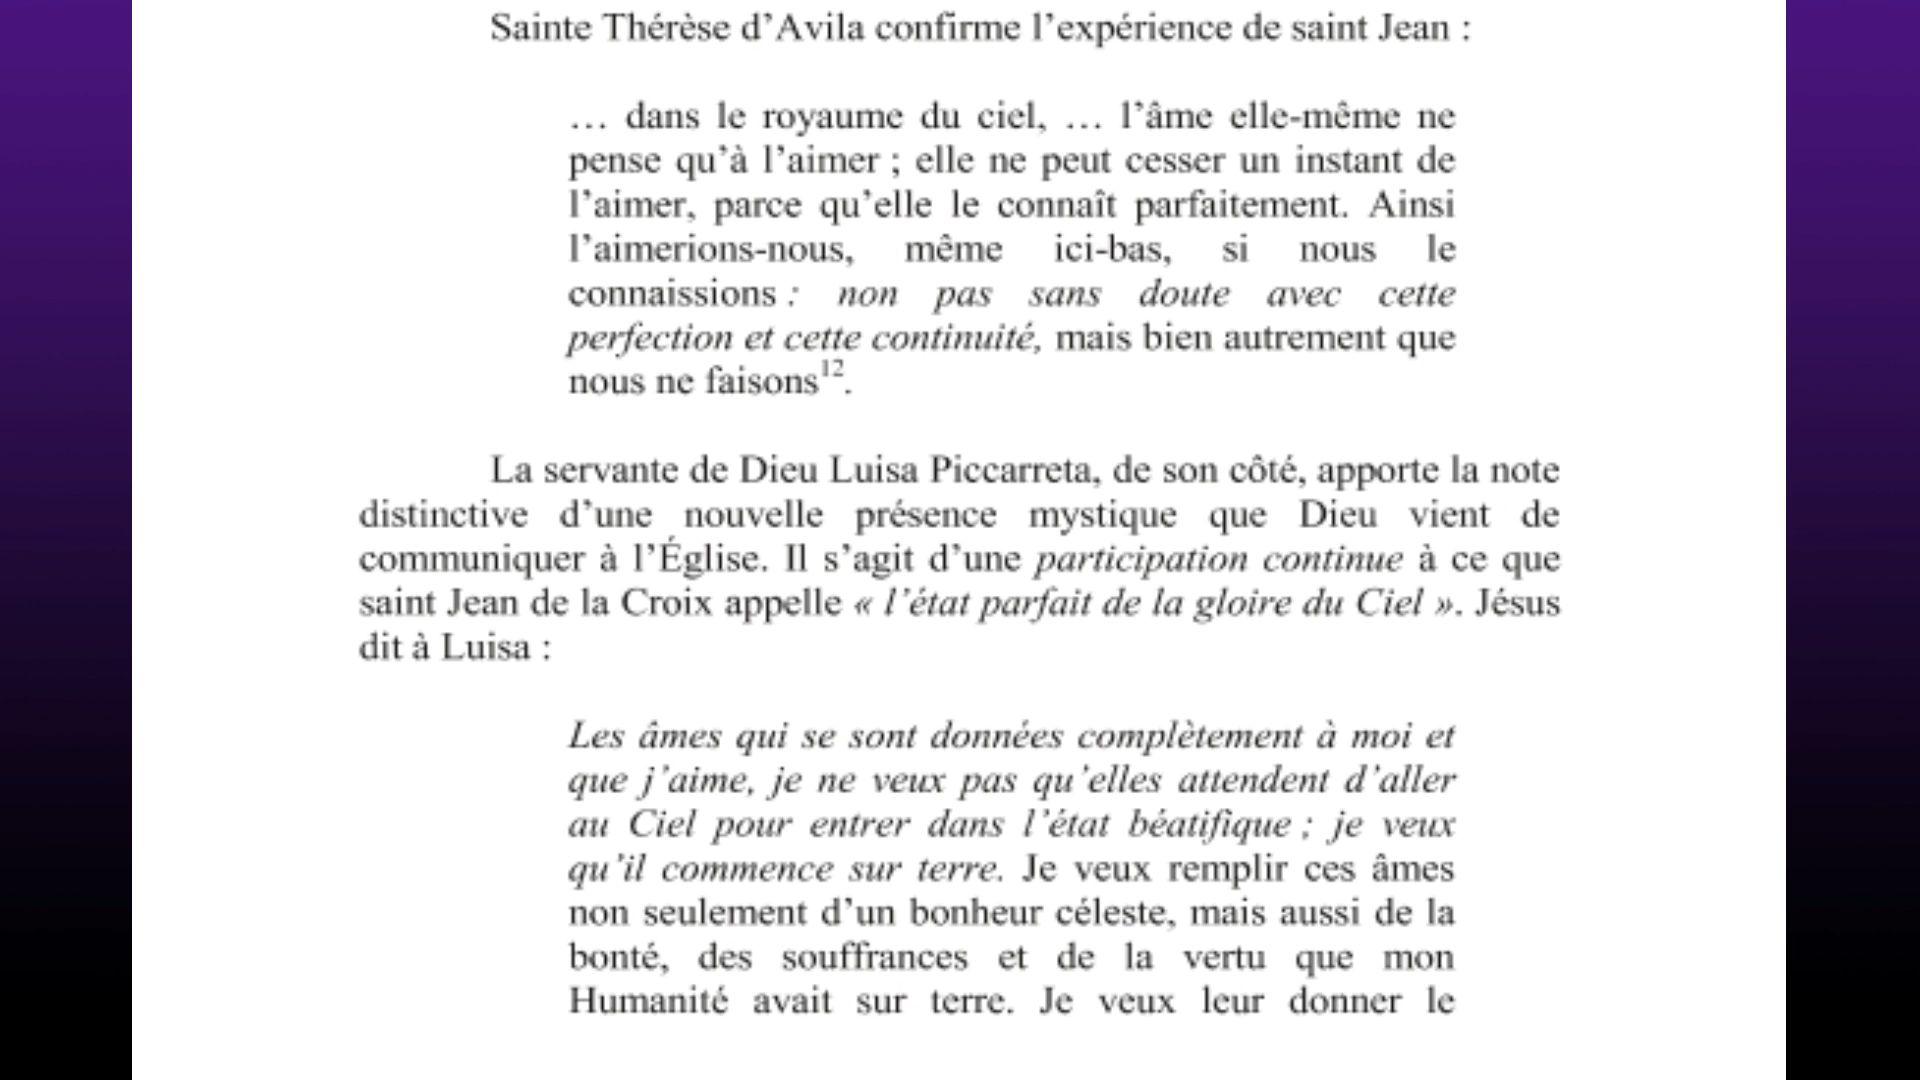 Sainte Thérèse d’Avila confirme l’expérience de saint Jean :
… dans le royaume du ciel, … l’âme elle-même ne
pense qu’à l’aimer ; elle ne peut cesser un instant de
l’aimer, parce qu’elle le connaît parfaitement. Ainsi
l’aimerions-nous, même ici-bas, si nous le
connaissions : non pas sans doute avec cette
perfection et cette continuité, mais bien autrement que
nous ne faisons12.
La servante de Dieu Luisa Piccarreta, de son côté, apporte la note
distinctive d’une nouvelle présence mystique que Dieu vient de
communiquer à l’Église. Il s’agit d’une participation continue à ce que
saint Jean de la Croix appelle « l’état parfait de la gloire du Ciel ». Jésus
dit à Luisa :
Les âmes qui se sont données complètement à moi et
que j’aime, je ne veux pas qu’elles attendent d’aller
au Ciel pour entrer dans l’état béatifique ; je veux
qu’il commence sur terre. Je veux remplir ces âmes
non seulement d’un bonheur céleste, mais aussi de la
bonté, des souffrances et de la vertu que mon
Humanité avait sur terre. Je veux leur donner le